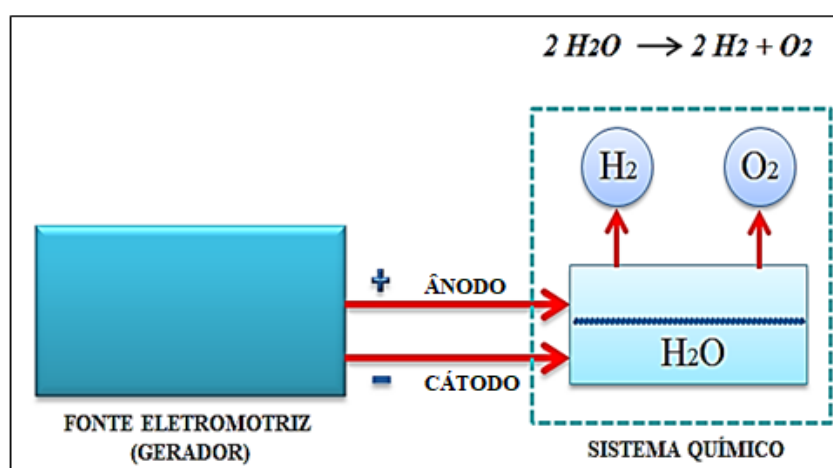 2 H2O → 2 H2 + O2
H2
O2
+ ÂNODO
H2O
- CÁTODO
FONTE ELETROMOTRIZ
(GERADOR)
SISTEMA QUÍMICO